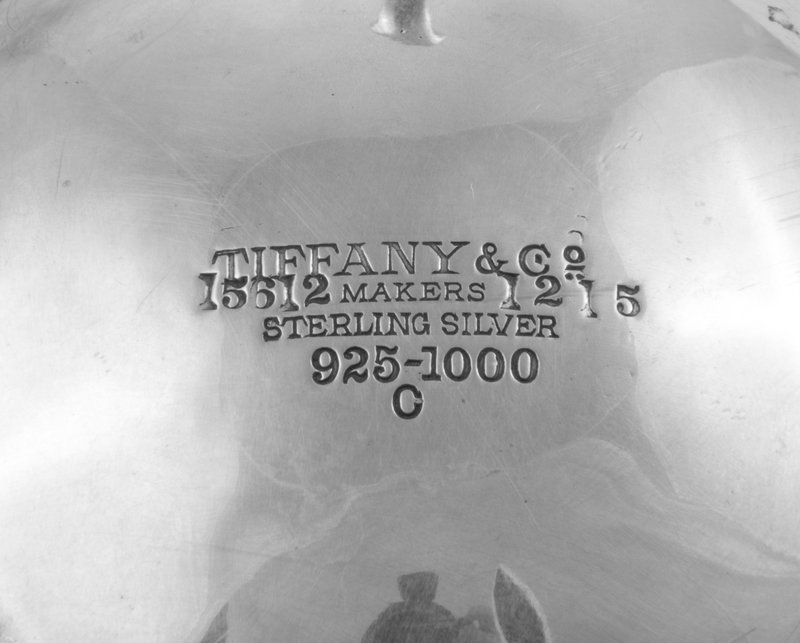 TIFFANY & Cº
15612 MAKERS 1215
STERLING SILVER
925-1000
C